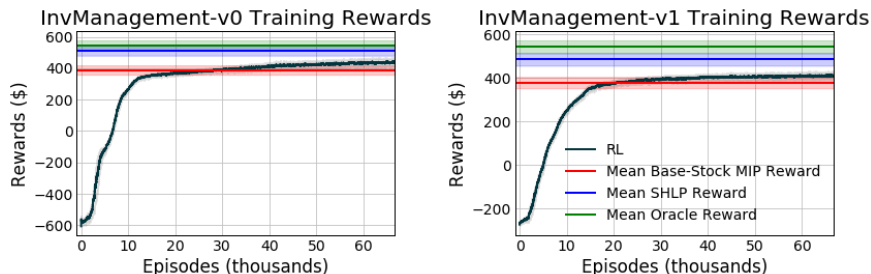 InvManagement-v0 Training Rewards
600
400
200
0
−200
−400
−600
Rewards ($)
0 10 20 30 40 50 60
Episodes (thousands)
InvManagement-v1 Training Rewards
600
400
200
0
−200
Rewards ($)
RL
Mean Base-Stock MIP Reward
Mean SHLP Reward
Mean Oracle Reward
0 10 20 30 40 50 60
Episodes (thousands)